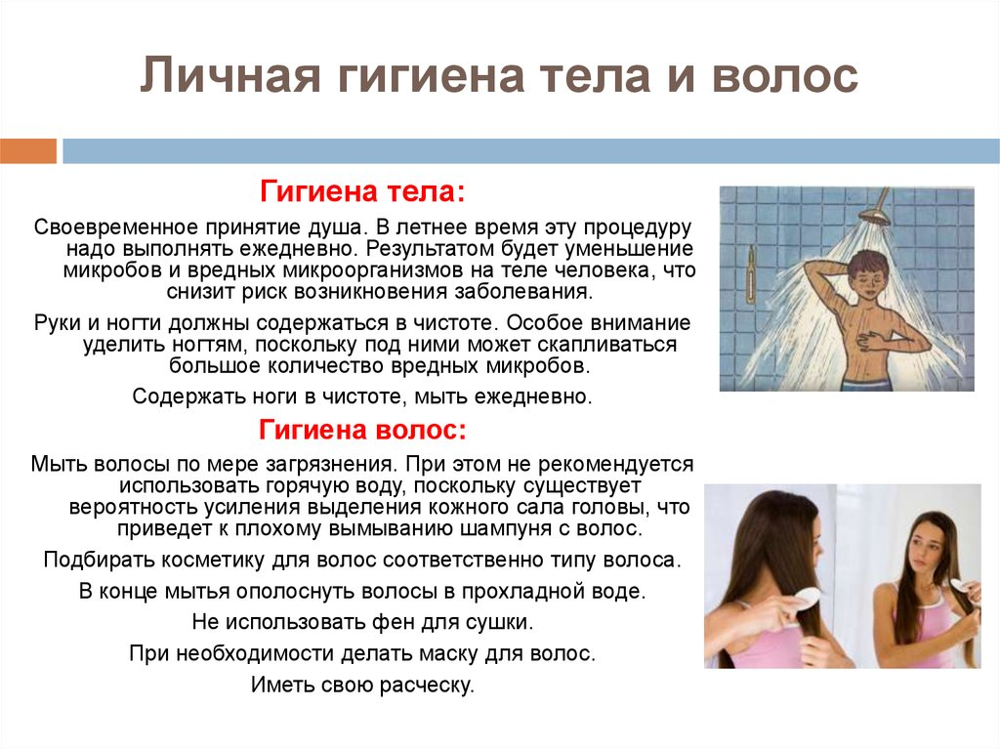 Личная гигиена тела и волос
Гигиена тела:
Своевременное принятие душа. В летнее время эту процедуру
надо выполнять ежедневно. Результатом будет уменьшение
микробов и вредных микроорганизмов на теле человека, что
снизит риск возникновения заболевания.
Руки и ногти должны содержаться в чистоте. Особое внимание
уделить ногтям, поскольку под ними может скапливаться
большое количество вредных микробов.
Содержать ноги в чистоте, мыть ежедневно.
Гигиена волос:
Мыть волосы по мере загрязнения. При этом не рекомендуется
использовать горячую воду, поскольку существует
вероятность усиления выделения кожного сала головы, что
приведет к плохому вымыванию шампуня с волос.
Подбирать косметику для волос соответственно типу волоса.
В конце мытья ополоснуть волосы в прохладной воде.
Не использовать фен для сушки.
При необходимости делать маску для волос.
Иметь свою расческу.